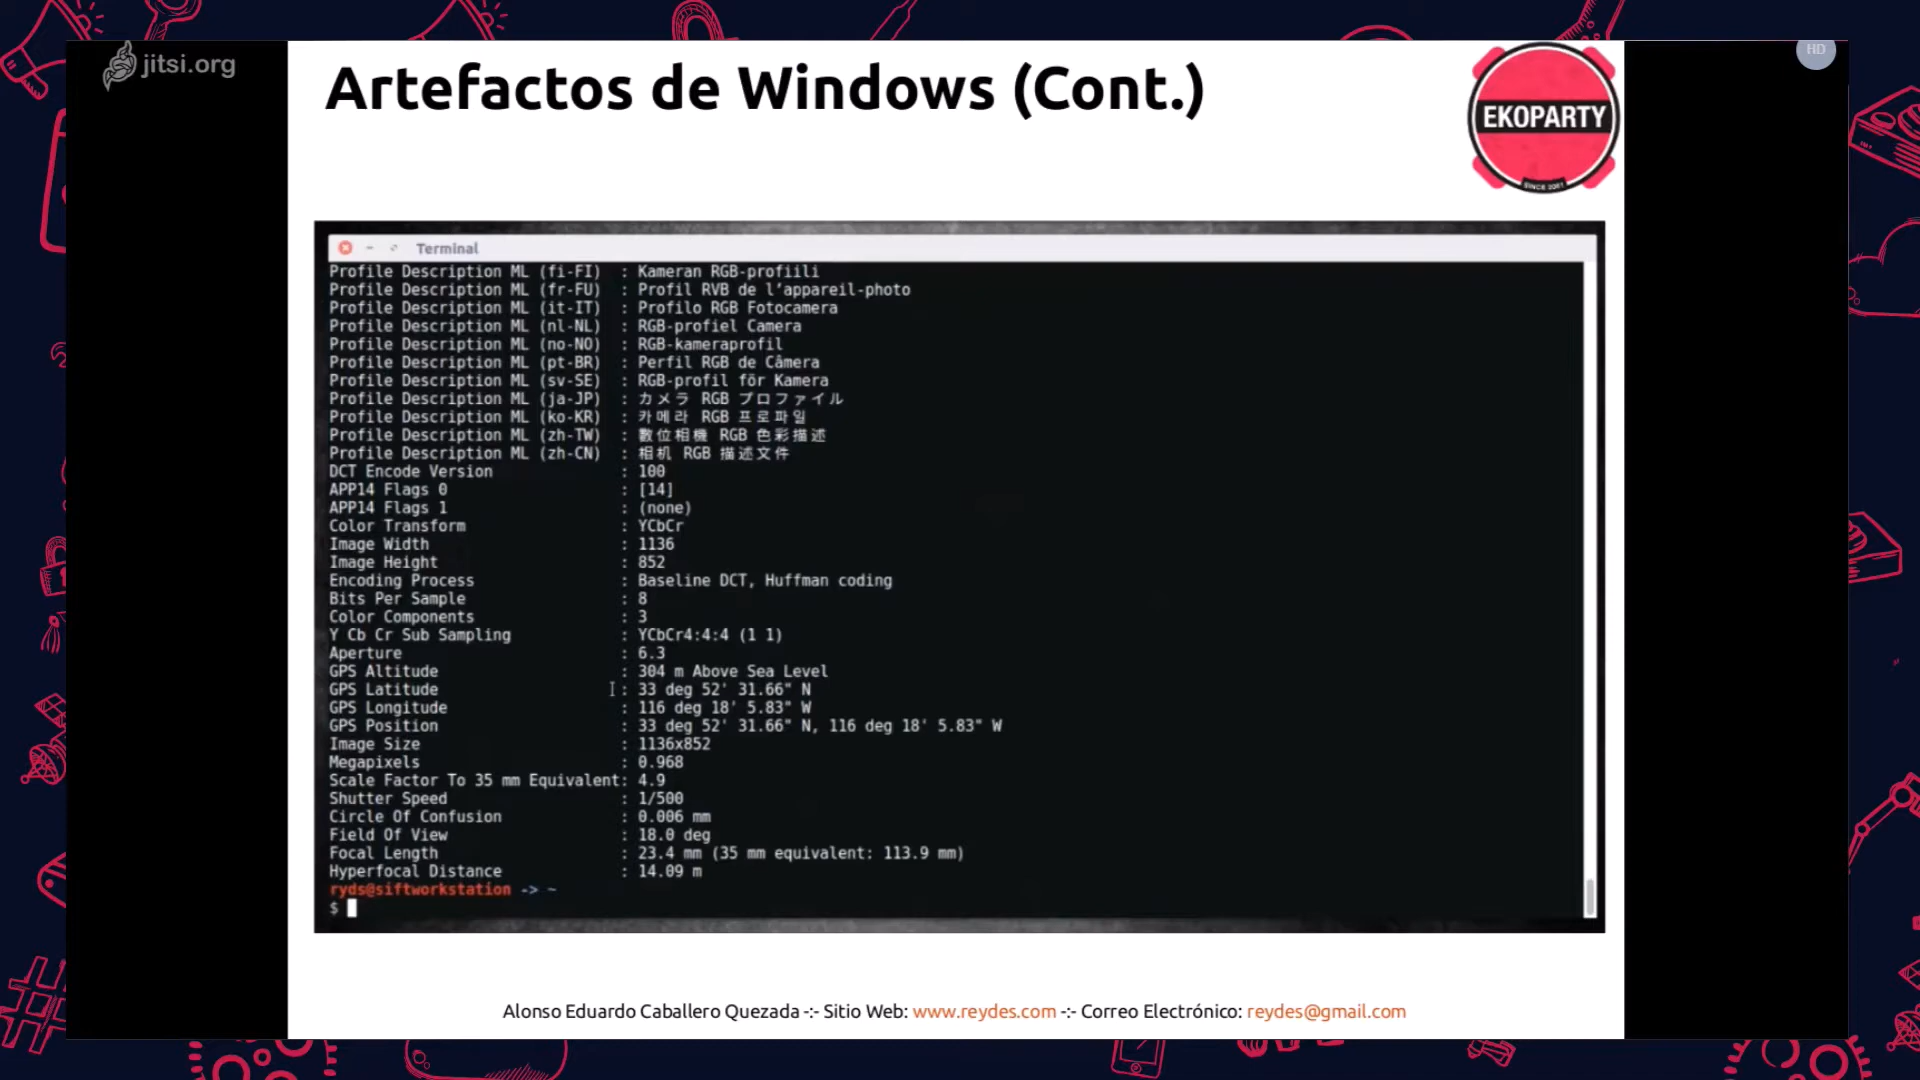 jitsi.org
HD
Artefactos de Windows (Cont.)
EKOPARTY
SINCE 2001
Terminal
Profile Description ML (fi-FI)  : Kameran RGB-profiili
Profile Description ML (fr-FU)  : Profil RVB de l’appareil-photo
Profile Description ML (it-IT)  : Profilo RGB Fotocamera
Profile Description ML (nl-NL)  : RGB-profiel Camera
Profile Description ML (no-NO)  : RGB-kameraprofil
Profile Description ML (pt-BR)  : Perfil RGB de Câmera
Profile Description ML (sv-SE)  : RGB-profil för Kamera
Profile Description ML (ja-JP)  : カメラ RGB プロファイル
Profile Description ML (ko-KR)  : 카메라 RGB 프로파일
Profile Description ML (zh-TW)  : 數位相機 RGB 色彩描述
Profile Description ML (zh-CN)  : 相机 RGB 描述文件
DCT Encode Version              : 100
APP14 Flags 0                   : [14]
APP14 Flags 1                   : (none)
Color Transform                 : YCbCr
Image Width                     : 1136
Image Height                    : 852
Encoding Process                : Baseline DCT, Huffman coding
Bits Per Sample                 : 8
Color Components                : 3
Y Cb Cr Sub Sampling            : YCbCr4:4:4 (1 1)
Aperture                        : 6.3
GPS Altitude                    : 304 m Above Sea Level
GPS Latitude                    : 33 deg 52' 31.66" N
GPS Longitude                   : 116 deg 18' 5.83" W
GPS Position                    : 33 deg 52' 31.66" N, 116 deg 18' 5.83" W
Image Size                      : 1136x852
Megapixels                      : 0.968
Scale Factor To 35 mm Equivalent: 4.9
Shutter Speed                   : 1/500
Circle Of Confusion             : 0.006 mm
Field Of View                   : 18.0 deg
Focal Length                    : 23.4 mm (35 mm equivalent: 113.9 mm)
Hyperfocal Distance             : 14.09 m
ryds@siftworkstation -> ~
$
Alonso Eduardo Caballero Quezada -:- Sitio Web: www.reydes.com -:- Correo Electrónico: reydes@gmail.com